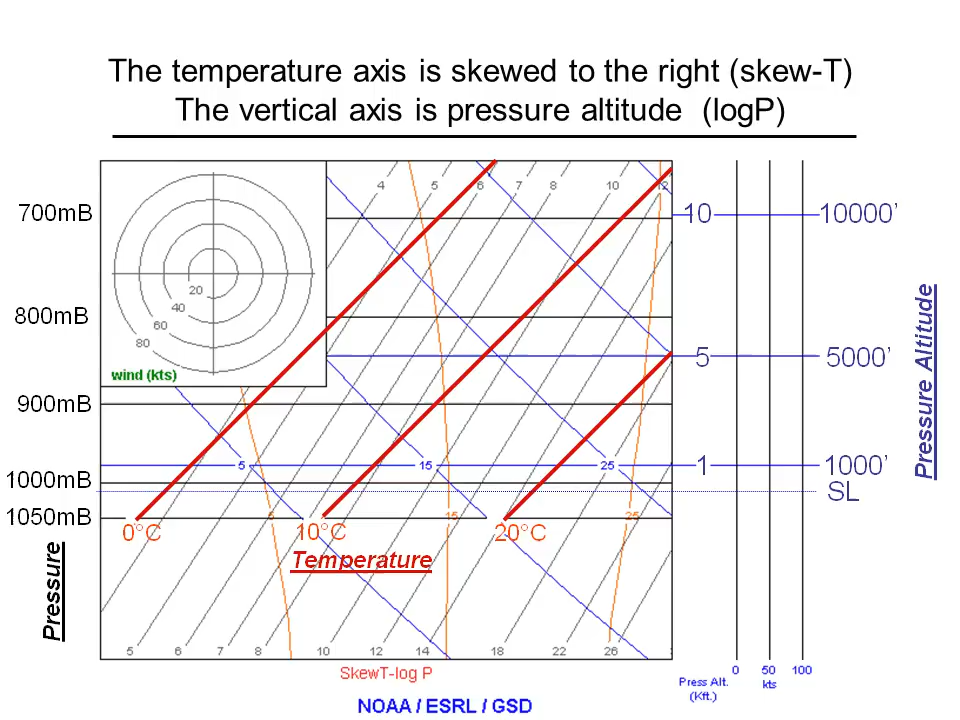 The temperature axis is skewed to the right (skew-T)
The vertical axis is pressure altitude (logP)
4 5 6 7 8 10 12
700mB
10 10000'
20
40
60
80
wind (kts)
800mB
5 5000'
900mB
5 15 25
1 1000'
1000mB
SL
1050mB
5 15 25
0°C 10°C 20°C
Temperature
Pressure
Pressure Altitude
5 6 7 8 10 12 14 18 22 26
SkewT-log P
Press Alt.
(Kft.)
0 50 100
kts
NOAA / ESRL / GSD